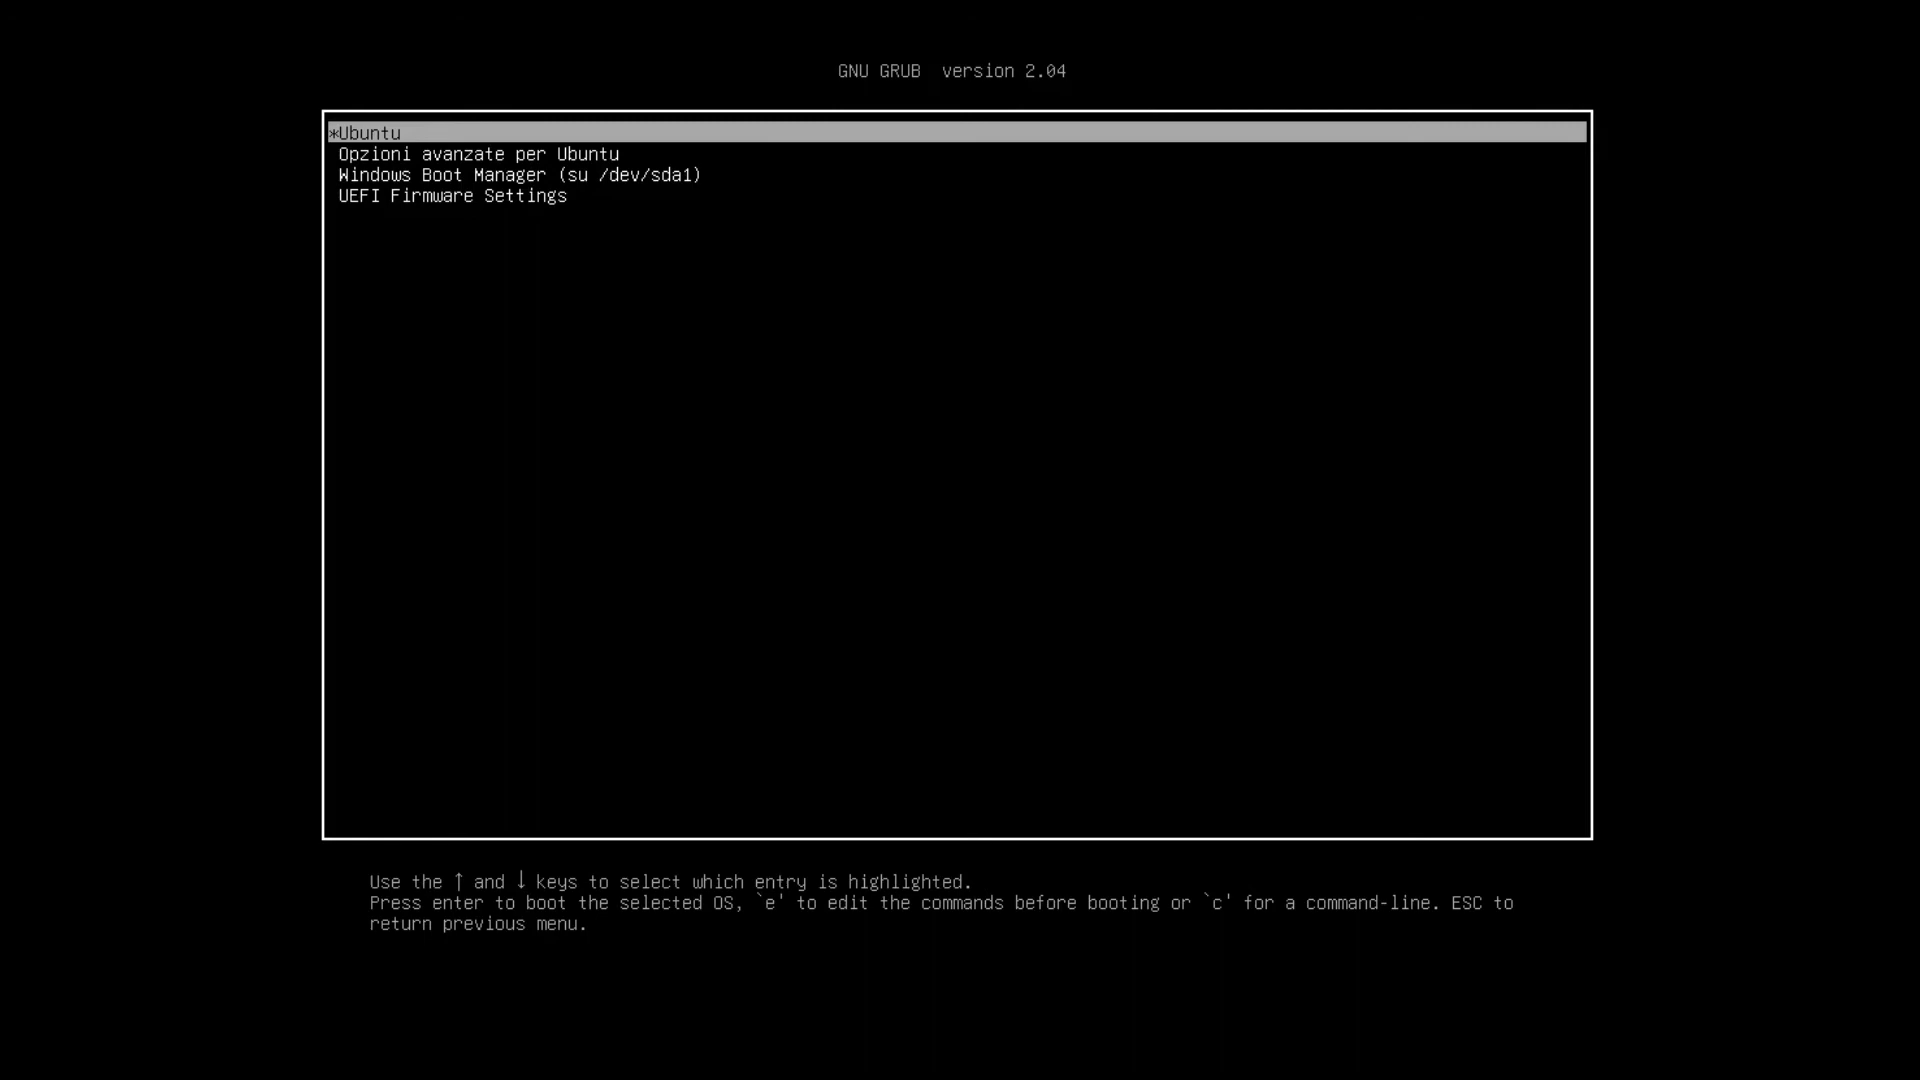 GNU GRUB  version 2.04
*Ubuntu
Opzioni avanzate per Ubuntu
Windows Boot Manager (su /dev/sda1)
UEFI Firmware Settings
Use the ↑ and ↓ keys to select which entry is highlighted.
Press enter to boot the selected OS, `e' to edit the commands before booting or `c' for a command-line. ESC to
return previous menu.